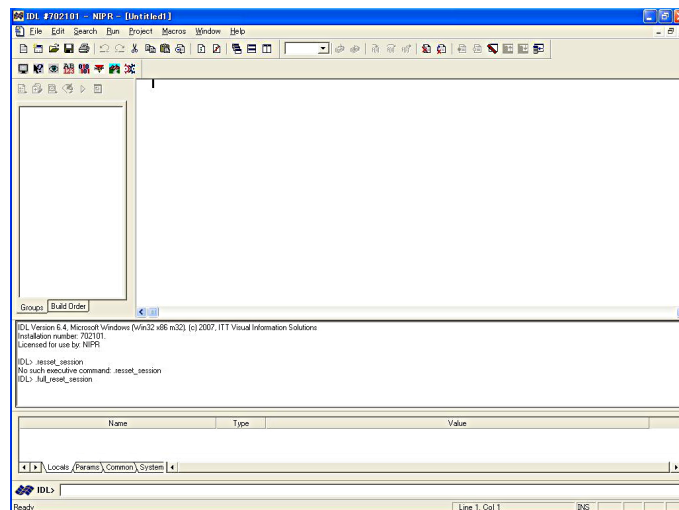 IDL #702101 - NIPR - [Untitled1]
File Edit Search Run Project Macros Window Help
Groups Build Order
IDL Version 6.4, Microsoft Windows (Win32 x86 m32). (c) 2007, ITT Visual Information Solutions
Installation number: 702101.
Licensed for use by: NIPR
IDL> .resset_session
No such executive command: .resset_session
IDL> .full_reset_session
Name Type Value
Locals Params Common System
IDL>
Ready Line 1, Col 1 INS